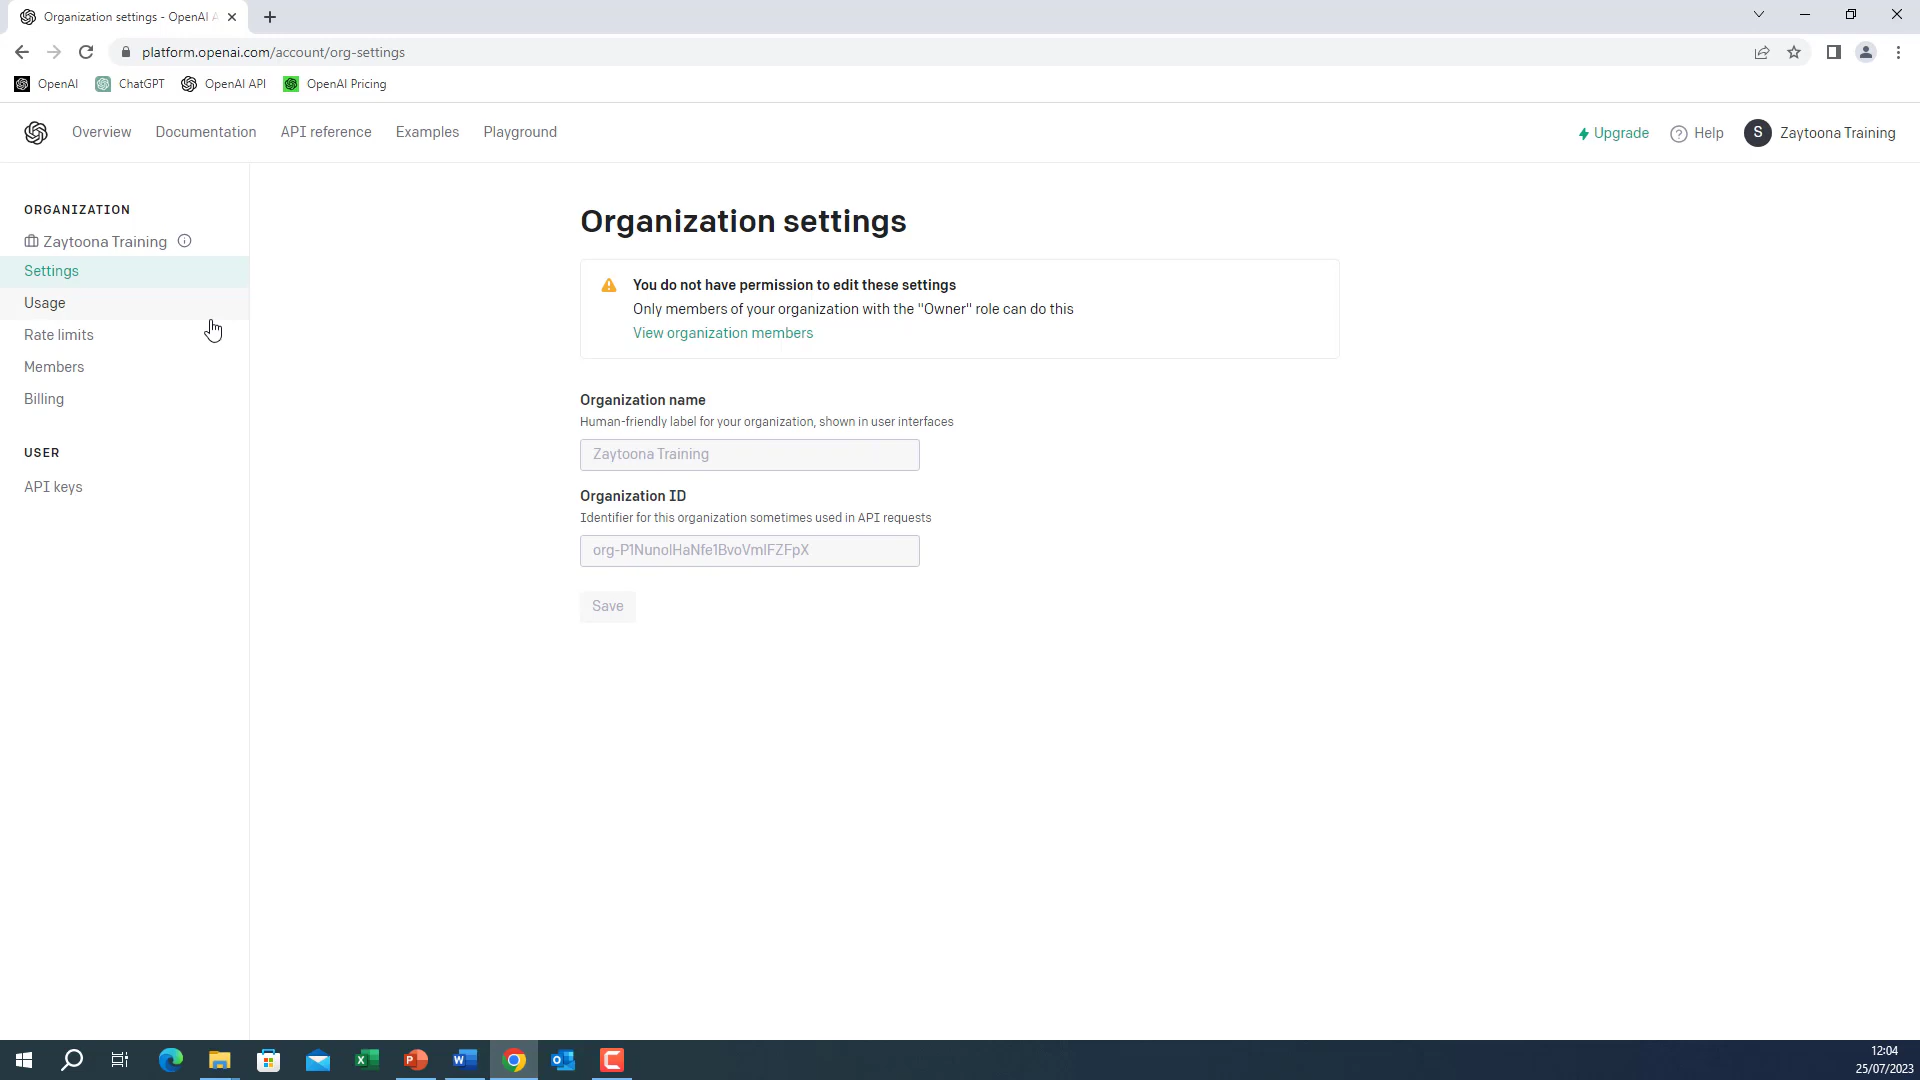 Organization settings - OpenAI A
platform.openai.com/account/org-settings
OpenAI
ChatGPT
OpenAI API
OpenAI Pricing
Overview
Documentation
API reference
Examples
Playground
Upgrade
? Help
S Zaytoona Training
ORGANIZATION
Zaytoona Training
Settings
Usage
Rate limits
Members
Billing
USER
API keys
Organization settings
You do not have permission to edit these settings
Only members of your organization with the "Owner" role can do this
View organization members
Organization name
Human-friendly label for your organization, shown in user interfaces
Zaytoona Training
Organization ID
Identifier for this organization sometimes used in API requests
Save
12:04
25/07/2023